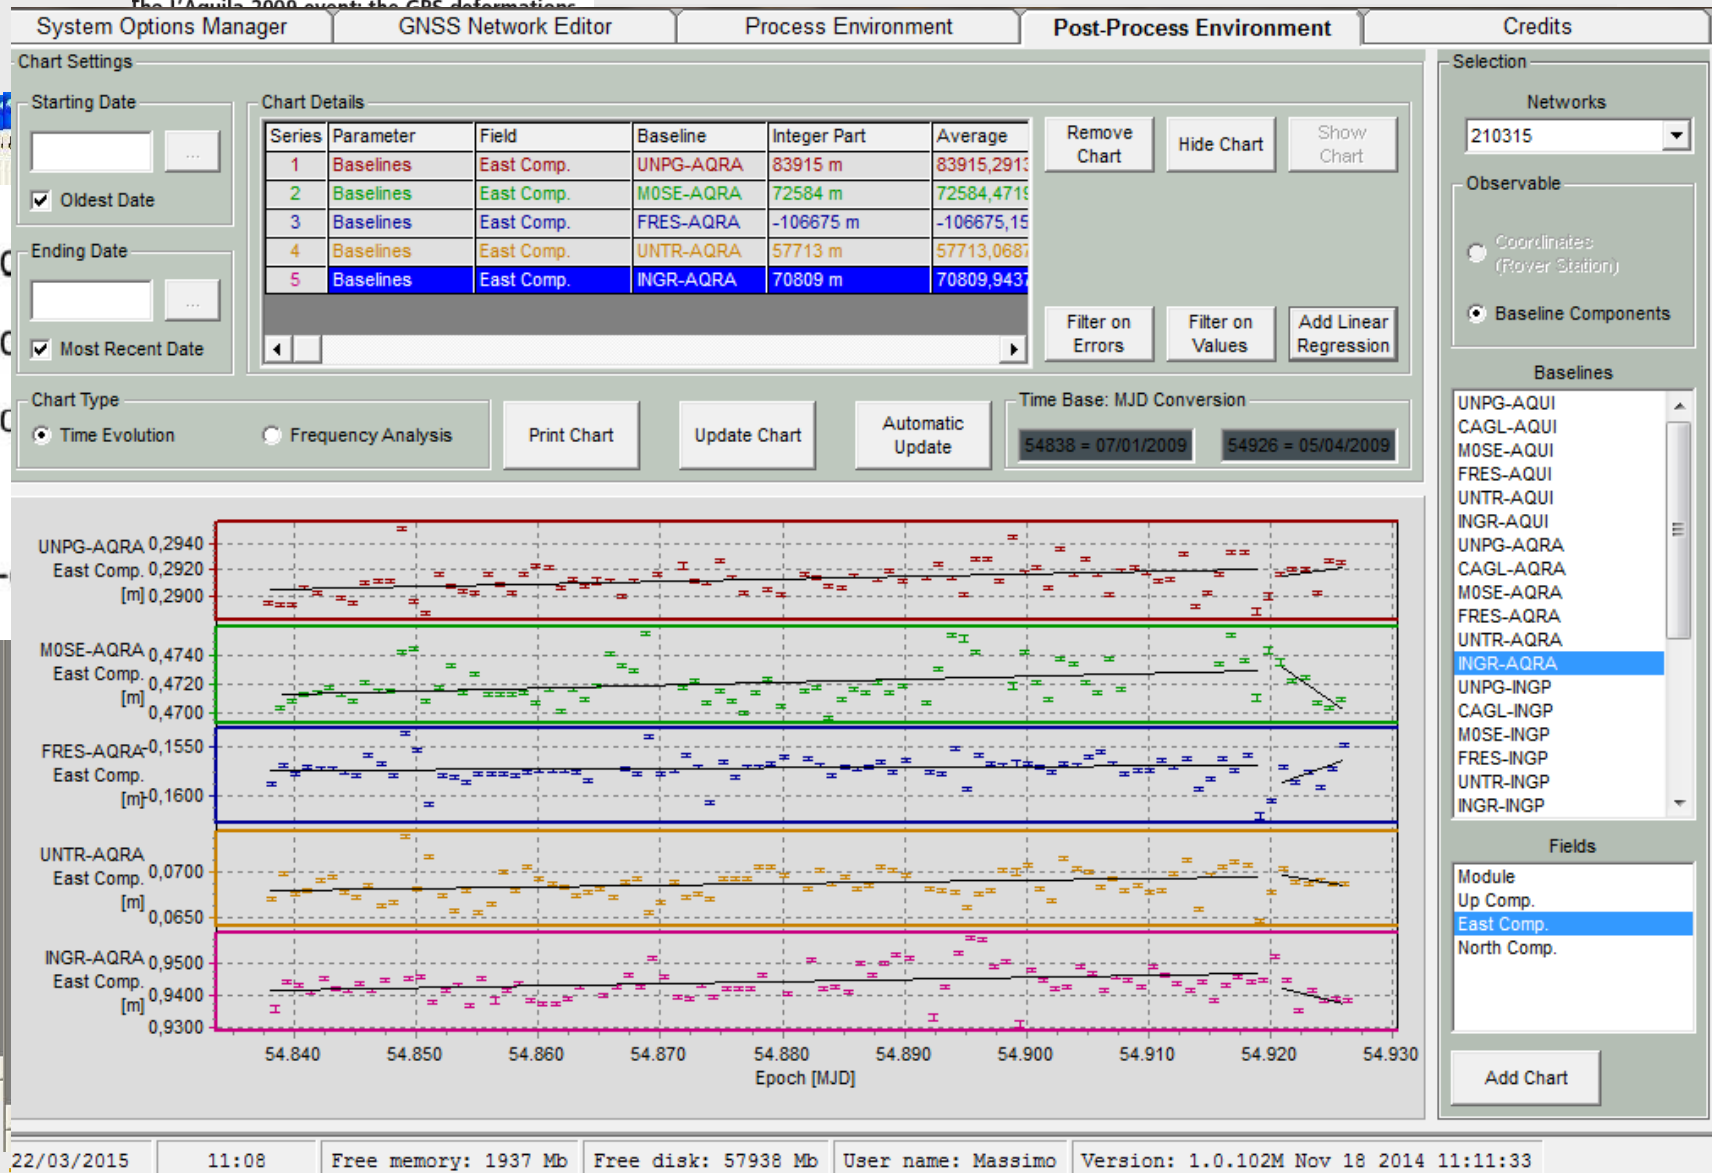 The L'Aquila 2009 event: the GPS deformations
System Options Manager
GNSS Network Editor
Process Environment
Post-Process Environment
Credits
Chart Settings
Starting Date
...
Oldest Date
Ending Date
...
Most Recent Date
Chart Details
Series Parameter Field Baseline Integer Part Average
1 Baselines East Comp. UNPG-AQRA 83915 m 83915,2913
2 Baselines East Comp. M0SE-AQRA 72584 m 72584,4719
3 Baselines East Comp. FRES-AQRA -106675 m -106675,15
4 Baselines East Comp. UNTR-AQRA 57713 m 57713,0687
5 Baselines East Comp. INGR-AQRA 70809 m 70809,9437
Remove
Chart
Hide Chart
Show
Chart
Filter on
Errors
Filter on
Values
Add Linear
Regression
Chart Type
Time Evolution
Frequency Analysis
Print Chart
Update Chart
Automatic
Update
Time Base: MJD Conversion
54838 = 07/01/2009
54926 = 05/04/2009
UNPG-AQRA 0,2940
East Comp. 0,2920
[m] 0,2900
M0SE-AQRA 0,4740
East Comp. 0,4720
[m] 0,4700
FRES-AQRA -0,1550
East Comp.
[m] -0,1600
UNTR-AQRA
East Comp. 0,0700
[m] 0,0650
INGR-AQRA 0,9500
East Comp. 0,9400
[m] 0,9300
54.840 54.850 54.860 54.870 54.880 54.890 54.900 54.910 54.920 54.930
Epoch [MJD]
Selection
Networks
210315
Observable
Coordinates
(Rover Station)
Baseline Components
Baselines
UNPG-AQUI
CAGL-AQUI
M0SE-AQUI
FRES-AQUI
UNTR-AQUI
INGR-AQUI
UNPG-AQRA
CAGL-AQRA
M0SE-AQRA
FRES-AQRA
UNTR-AQRA
INGR-AQRA
UNPG-INGP
CAGL-INGP
M0SE-INGP
FRES-INGP
UNTR-INGP
INGR-INGP
Fields
Module
Up Comp.
East Comp.
North Comp.
Add Chart
22/03/2015
11:08
Free memory: 1937 Mb
Free disk: 57938 Mb
User name: Massimo
Version: 1.0.102M Nov 18 2014 11:11:33